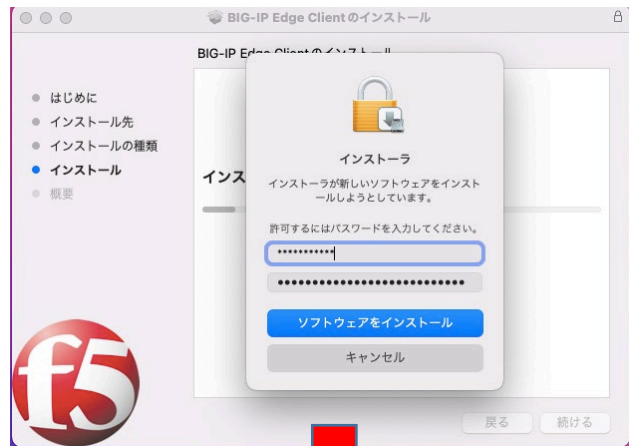 BIG-IP Edge Clientのインストール
BIG-IP Edge Clientのインストール
はじめに
インストール先
インストールの種類
インストール
概要
インス
インストーラ
インストーラが新しいソフトウェアをインスト
ールしようとしています。
許可するにはパスワードを入力してください。
***********
••••••••••••••••••••••••••••
ソフトウェアをインストール
キャンセル
f5
戻る
続ける